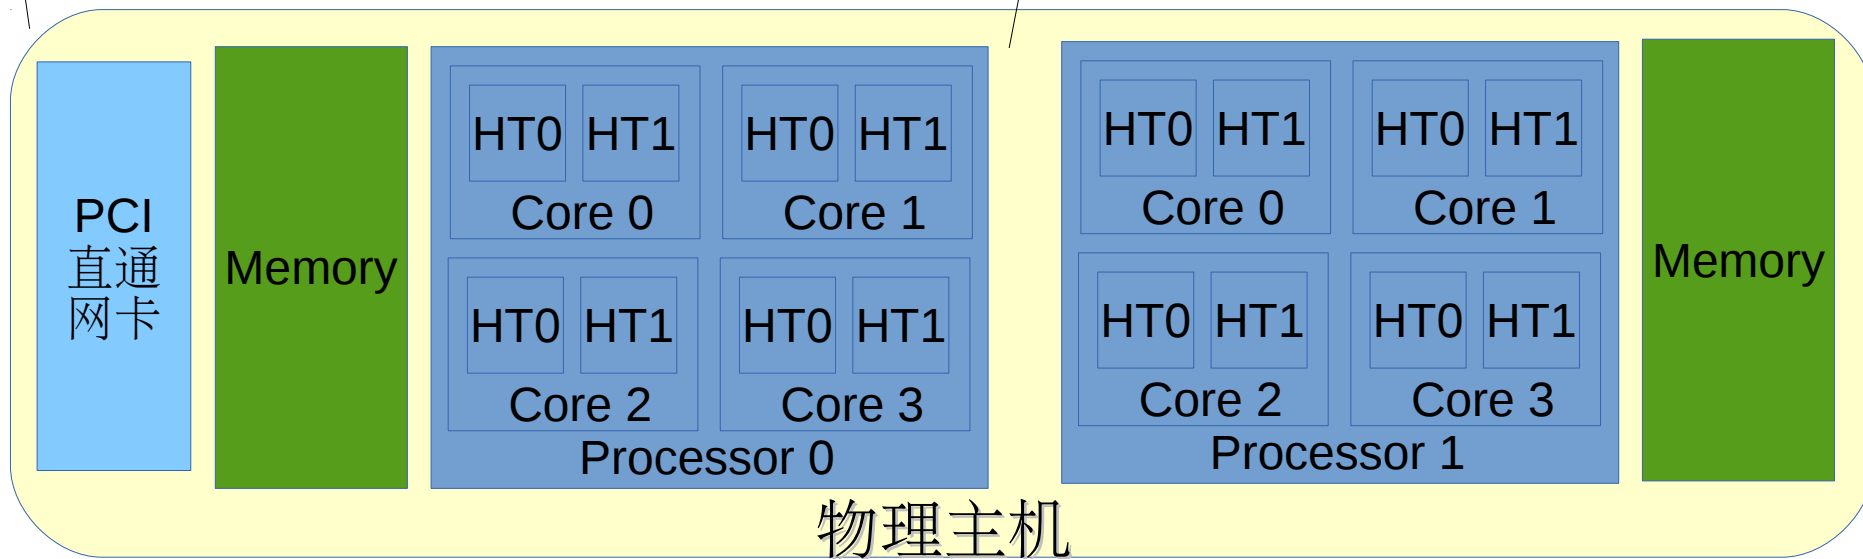 PCI
直通
网卡
Memory
HT0 HT1
Core 0
HT0 HT1
Core 1
HT0 HT1
Core 2
HT0 HT1
Core 3
Processor 0
HT0 HT1
Core 0
HT0 HT1
Core 1
HT0 HT1
Core 2
HT0 HT1
Core 3
Processor 1
Memory
物理主机